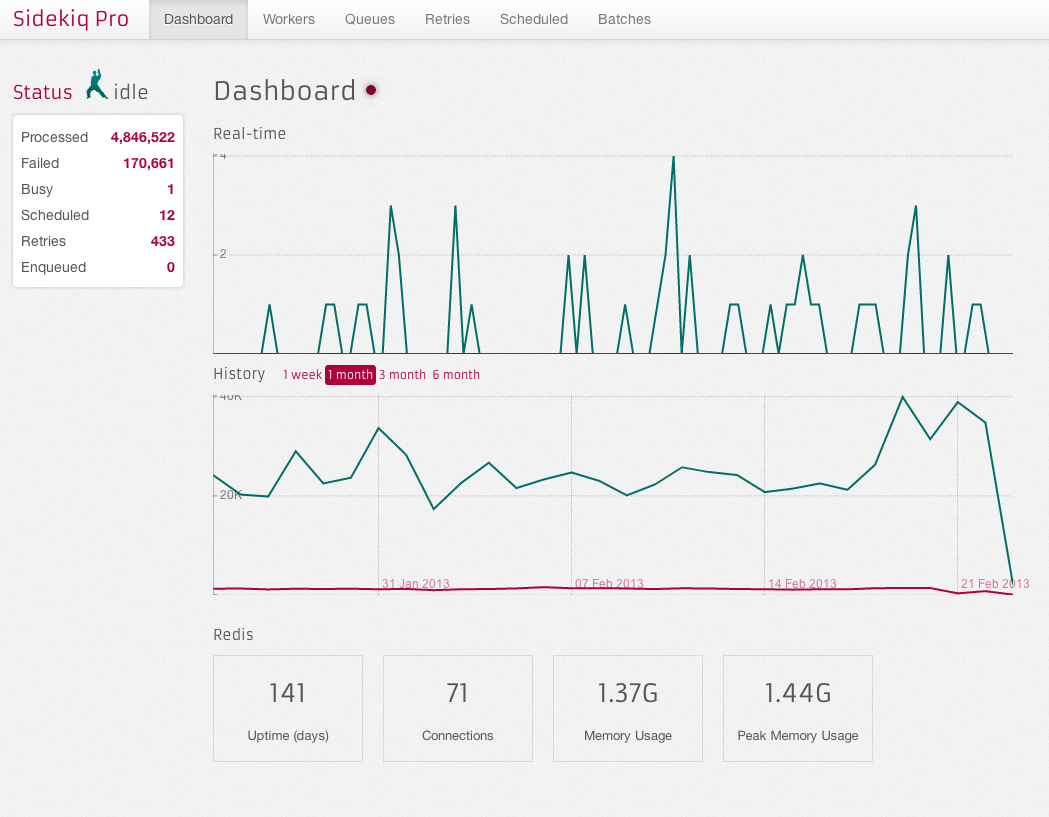 Sidekiq Pro Dashboard Workers Queues Retries Scheduled Batches
Status idle
Processed 4,846,522
Failed 170,661
Busy 1
Scheduled 12
Retries 433
Enqueued 0
Dashboard
Real-time
4
2
History 1 week 1 month 3 month 6 month
40K
20K
31 Jan 2013 07 Feb 2013 14 Feb 2013 21 Feb 2013
Redis
141 71 1.37G 1.44G
Uptime (days) Connections Memory Usage Peak Memory Usage